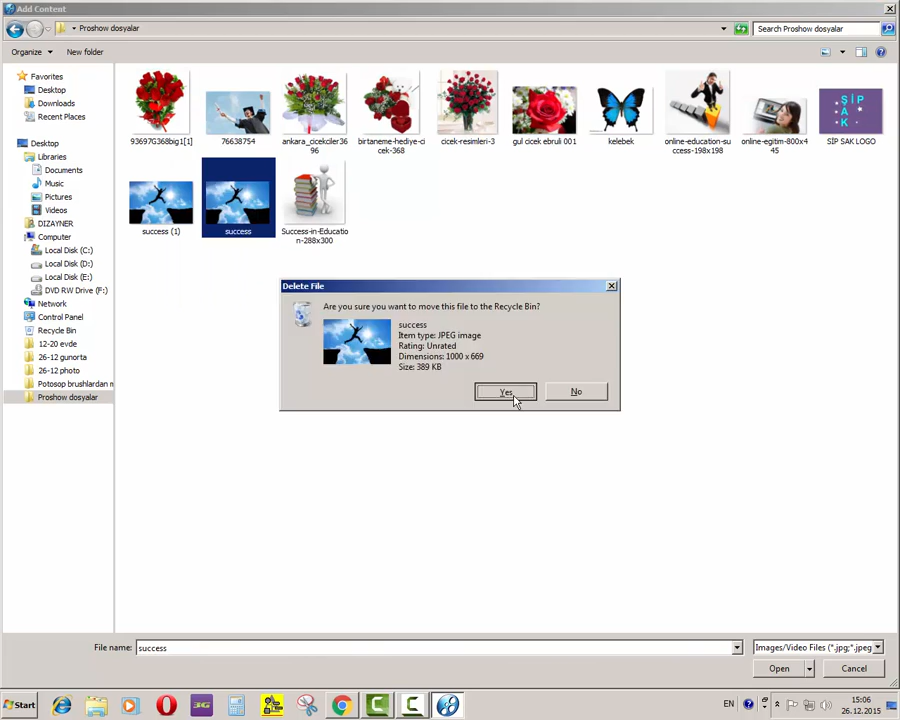 Add Content
Proshow dosyalar
Search Proshow dosyalar
Organize
New folder
Favorites
Desktop
Downloads
Recent Places
Desktop
Libraries
Documents
Music
Pictures
Videos
DIZAYNER
Computer
Local Disk (C:)
Local Disk (D:)
Local Disk (E:)
DVD RW Drive (F:)
Network
Control Panel
Recycle Bin
12-20 evde
26-12 gunorta
26-12 photo
Potosop brushlardan n
Proshow dosyalar
93697G368big1[1]
76638754
ankara_cicekciler36
96
birtaneme-hediye-ci
cek-368
cicek-resimleri-3
gul cicek ebruli 001
kelebek
online-education-su
ccess-198x198
online-egitim-800x4
45
SİP
SAK
SİP SAK LOGO
success (1)
success
Success-in-Educatio
n-288x300
Delete File
Are you sure you want to move this file to the Recycle Bin?
success
Item type: JPEG image
Rating: Unrated
Dimensions: 1000 x 669
Size: 389 KB
Yes
No
File name:
success
Images/Video Files (*.jpg;*.jpeg
Open
Cancel
Start
3G
EN
15:06
26.12.2015